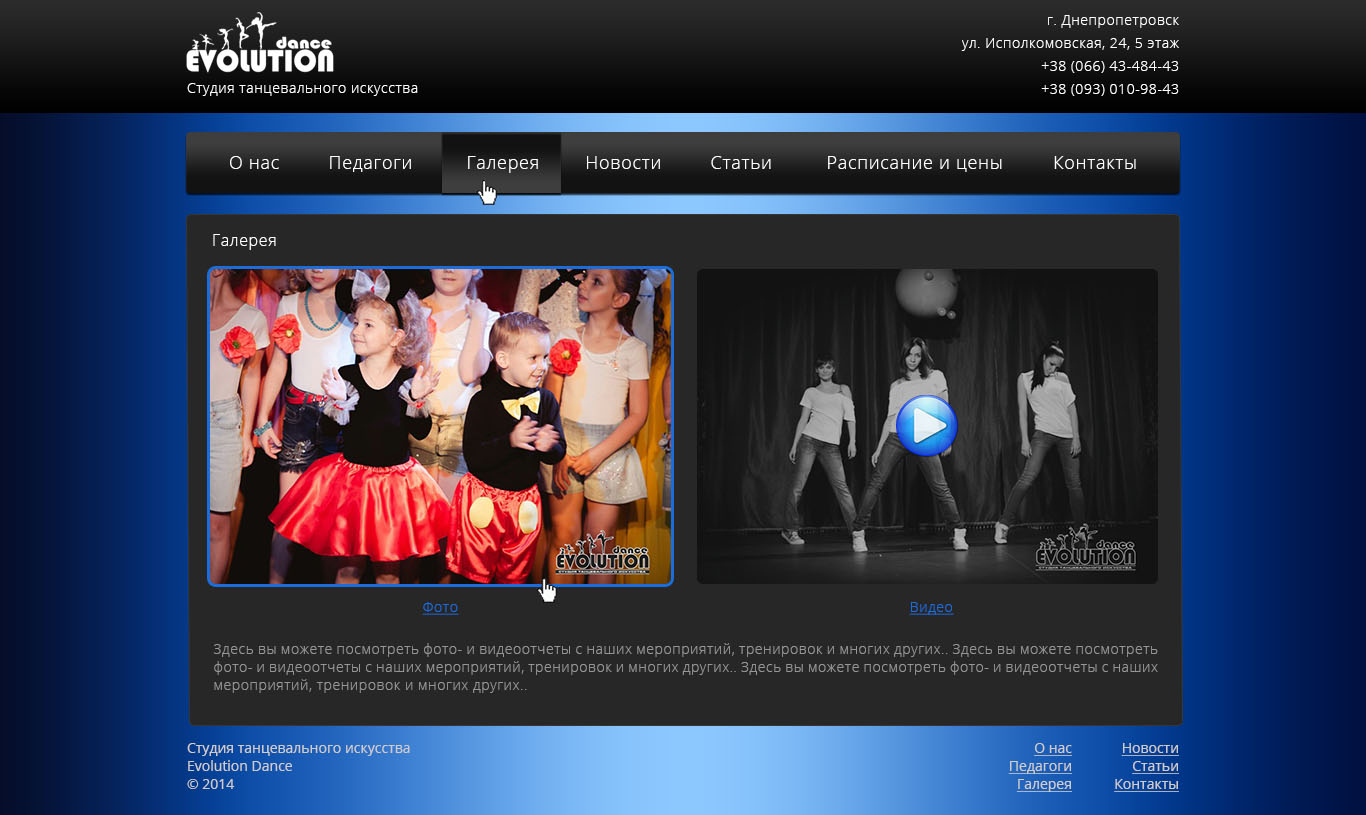 dance
EVOLUTION
Студия танцевального искусства
г. Днепропетровск
ул. Исполкомовская, 24, 5 этаж
+38 (066) 43-484-43
+38 (093) 010-98-43
О нас Педагоги Галерея Новости Статьи Расписание и цены Контакты
Галерея
dance
EVOLUTION
СТУДИЯ ТАНЦЕВАЛЬНОГО ИСКУССТВА
dance
EVOLUTION
СТУДИЯ ТАНЦЕВАЛЬНОГО ИСКУССТВА
Фото
Видео
Здесь вы можете посмотреть фото- и видеоотчеты с наших мероприятий, тренировок и многих других.. Здесь вы можете посмотреть
фото- и видеоотчеты с наших мероприятий, тренировок и многих других.. Здесь вы можете посмотреть фото- и видеоотчеты с наших
мероприятий, тренировок и многих других..
Студия танцевального искусства
Evolution Dance
© 2014
О нас Новости
Педагоги Статьи
Галерея Контакты